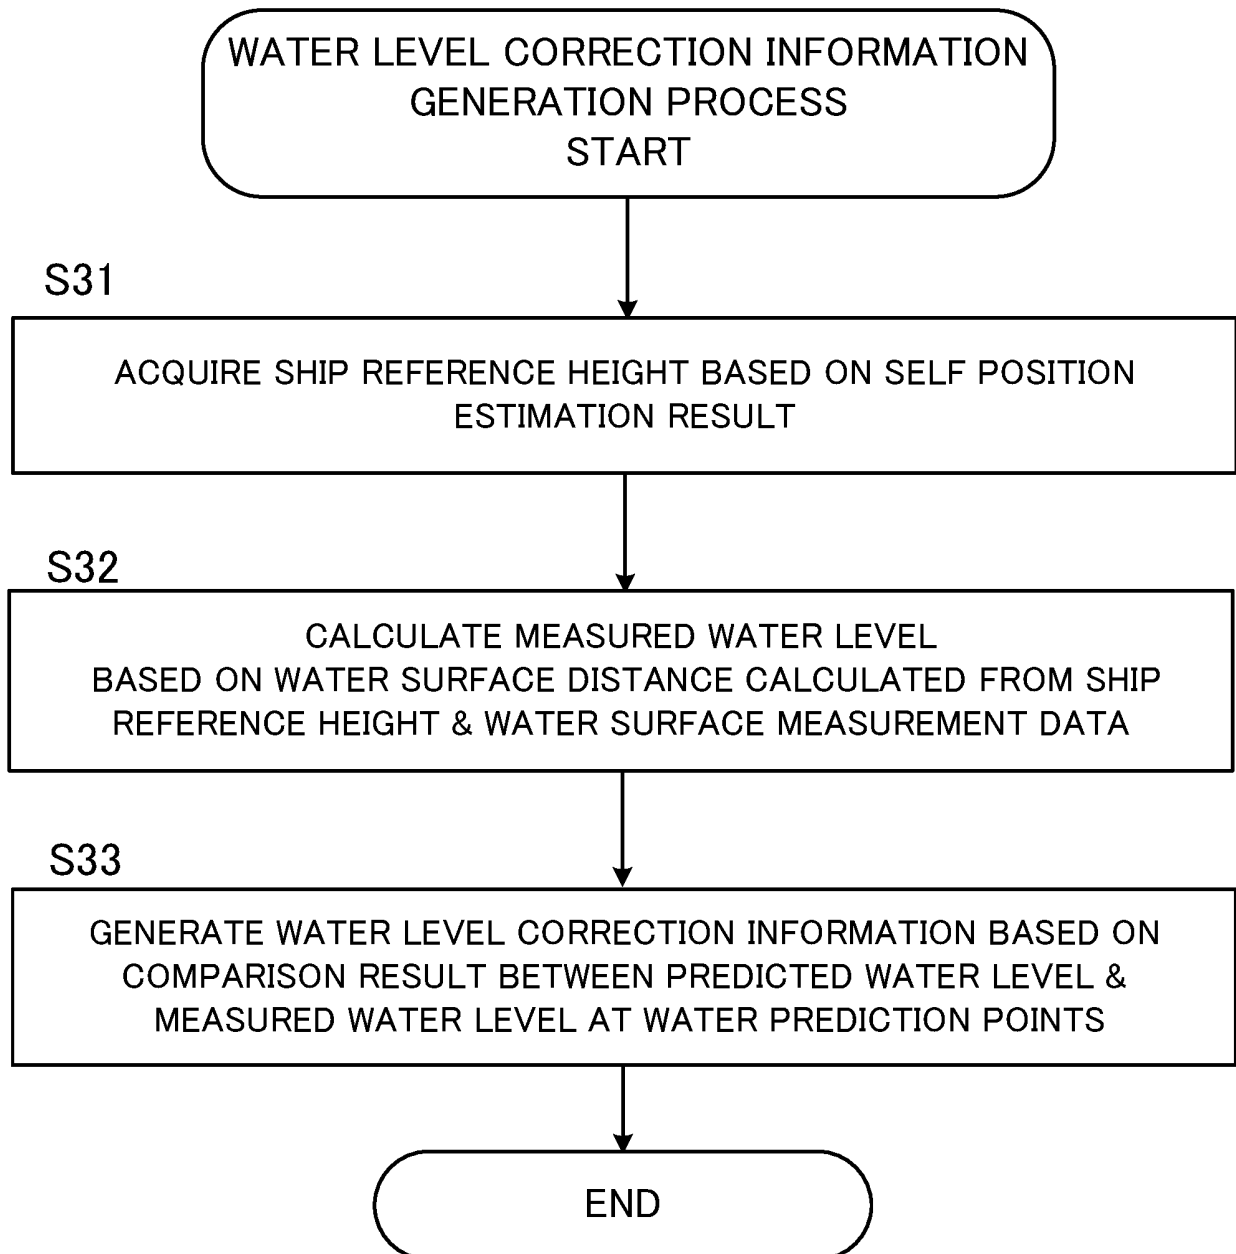 WATER LEVEL CORRECTION INFORMATION
GENERATION PROCESS
START
S31
ACQUIRE SHIP REFERENCE HEIGHT BASED ON SELF POSITION
ESTIMATION RESULT
S32
CALCULATE MEASURED WATER LEVEL
BASED ON WATER SURFACE DISTANCE CALCULATED FROM SHIP
REFERENCE HEIGHT & WATER SURFACE MEASUREMENT DATA
S33
GENERATE WATER LEVEL CORRECTION INFORMATION BASED ON
COMPARISON RESULT BETWEEN PREDICTED WATER LEVEL &
MEASURED WATER LEVEL AT WATER PREDICTION POINTS
END